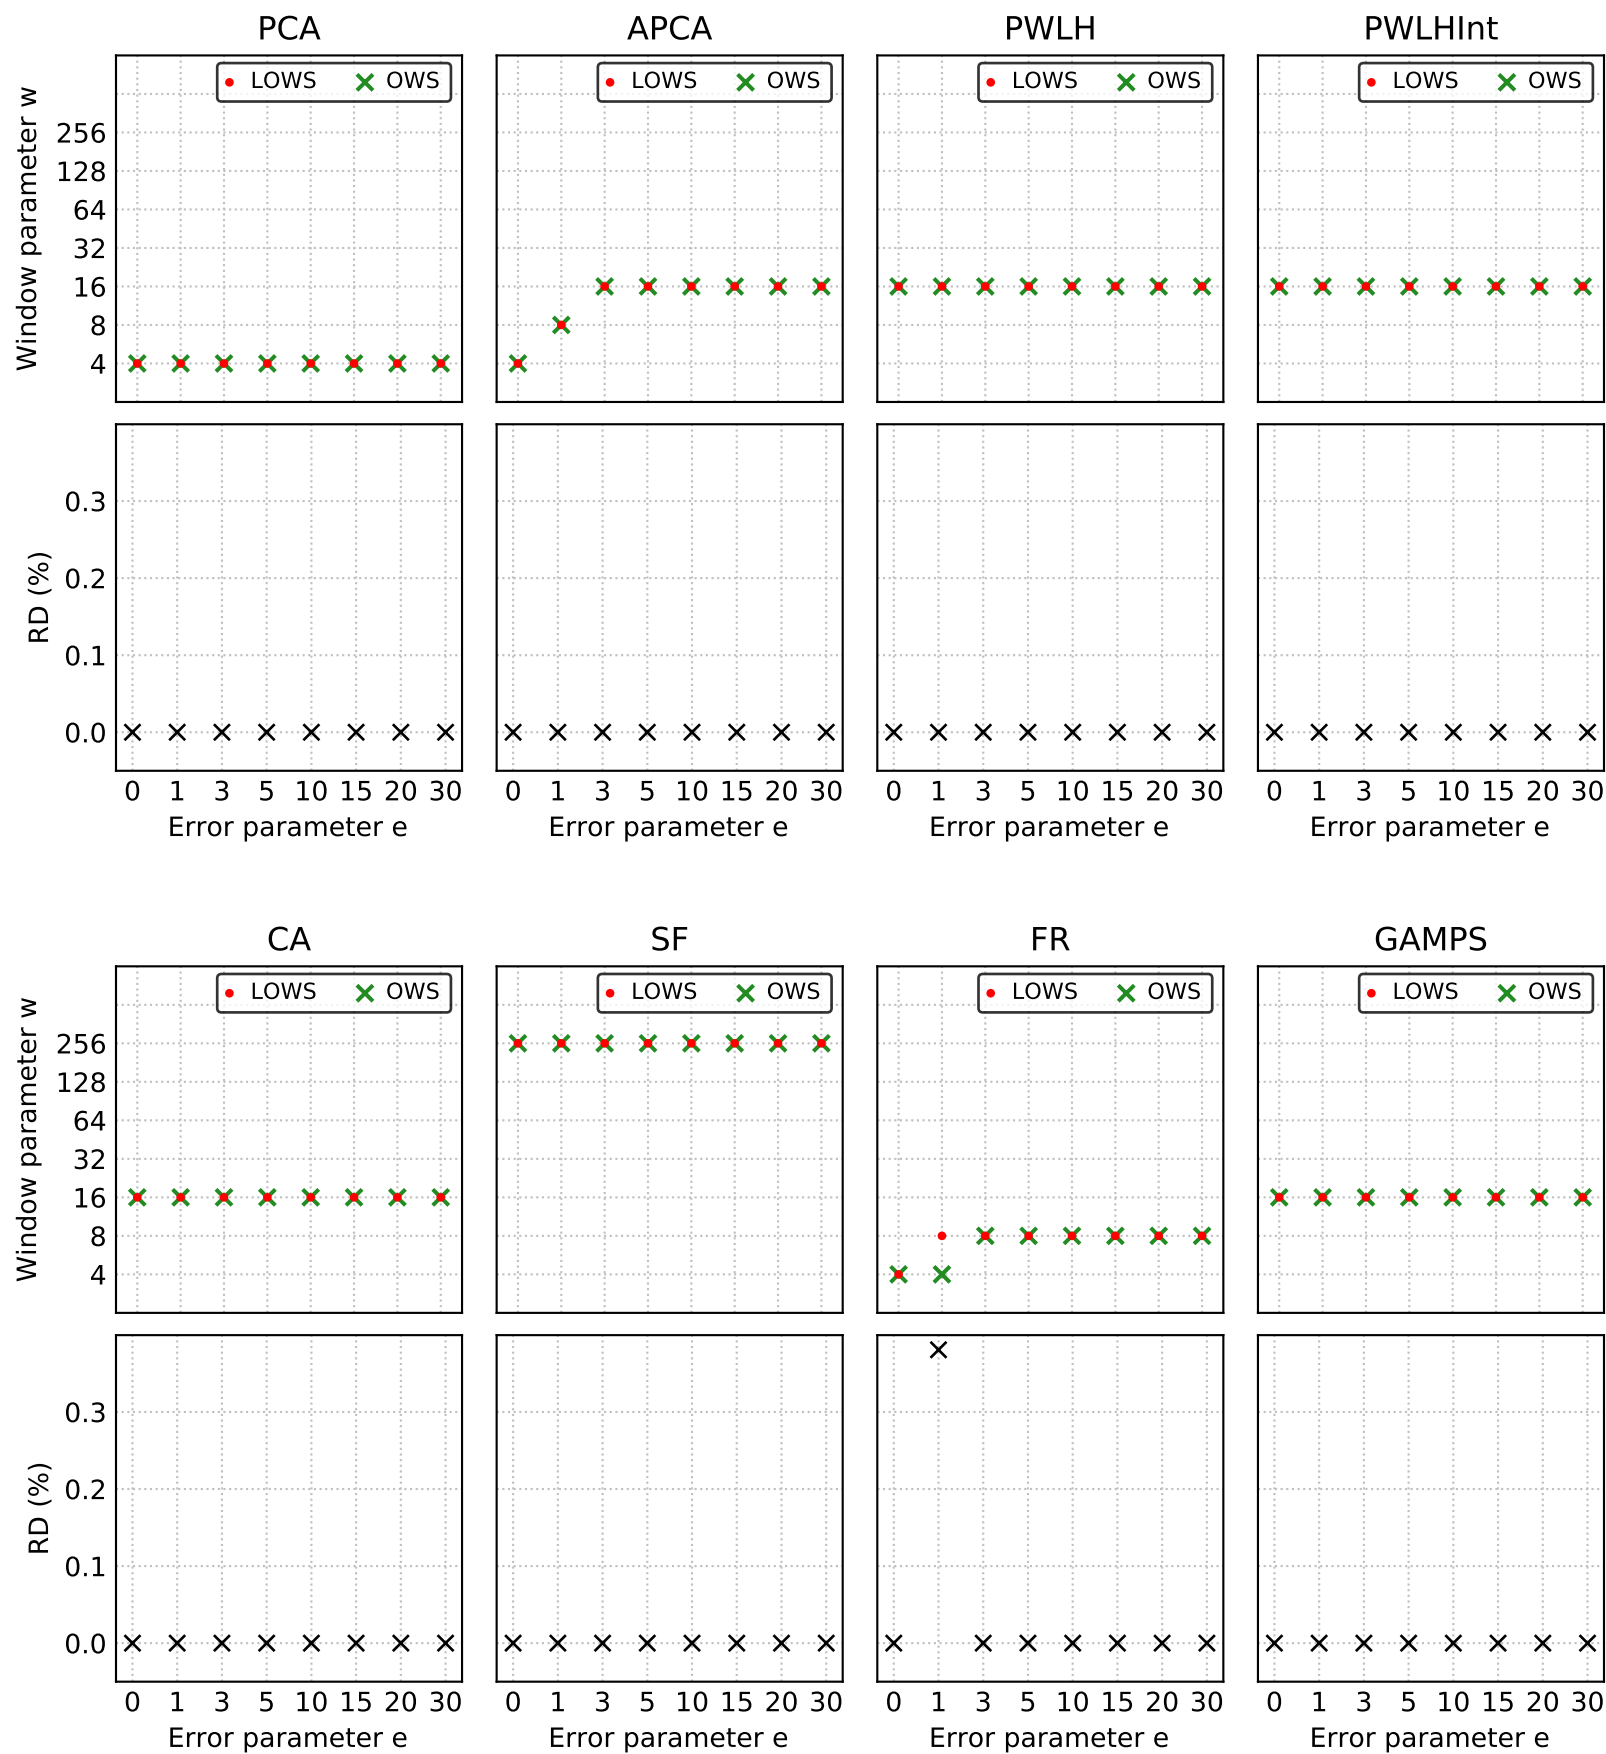 PCA APCA PWLH PWLHInt
LOWS OWS LOWS OWS LOWS OWS LOWS OWS
Window parameter w
256
128
64
32
16
8
4
RD (%)
0.3
0.2
0.1
0.0
0 1 3 5 10 15 20 30 0 1 3 5 10 15 20 30 0 1 3 5 10 15 20 30 0 1 3 5 10 15 20 30
Error parameter e Error parameter e Error parameter e Error parameter e
CA SF FR GAMPS
LOWS OWS LOWS OWS LOWS OWS LOWS OWS
Window parameter w
256
128
64
32
16
8
4
RD (%)
0.3
0.2
0.1
0.0
0 1 3 5 10 15 20 30 0 1 3 5 10 15 20 30 0 1 3 5 10 15 20 30 0 1 3 5 10 15 20 30
Error parameter e Error parameter e Error parameter e Error parameter e